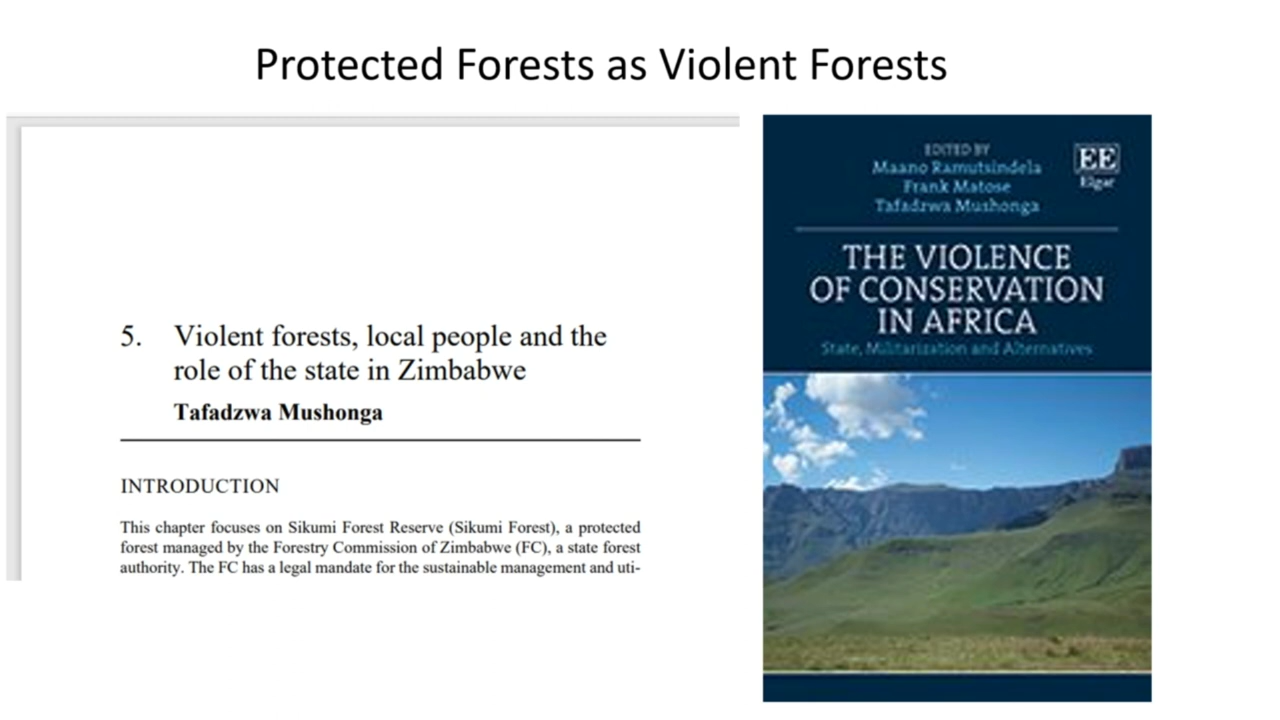 Protected Forests as Violent Forests
5. Violent forests, local people and the
role of the state in Zimbabwe
Tafadzwa Mushonga
INTRODUCTION
This chapter focuses on Sikumi Forest Reserve (Sikumi Forest), a protected
forest managed by the Forestry Commission of Zimbabwe (FC), a state forest
authority. The FC has a legal mandate for the sustainable management and uti-
EDITED BY
Maano Ramutsindela
Frank Matose
Tafadzwa Mushonga
EE
Elgar
THE VIOLENCE
OF CONSERVATION
IN AFRICA
State, Militarization and Alternatives